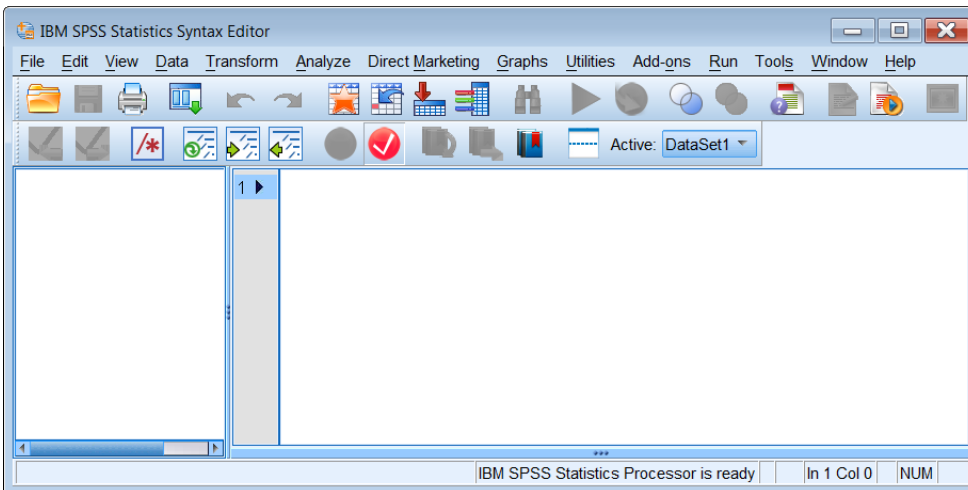 IBM SPSS Statistics Syntax Editor
File Edit View Data Transform Analyze Direct Marketing Graphs Utilities Add-ons Run Tools Window Help
/*
Active: DataSet1
1
IBM SPSS Statistics Processor is ready In 1 Col 0 NUM